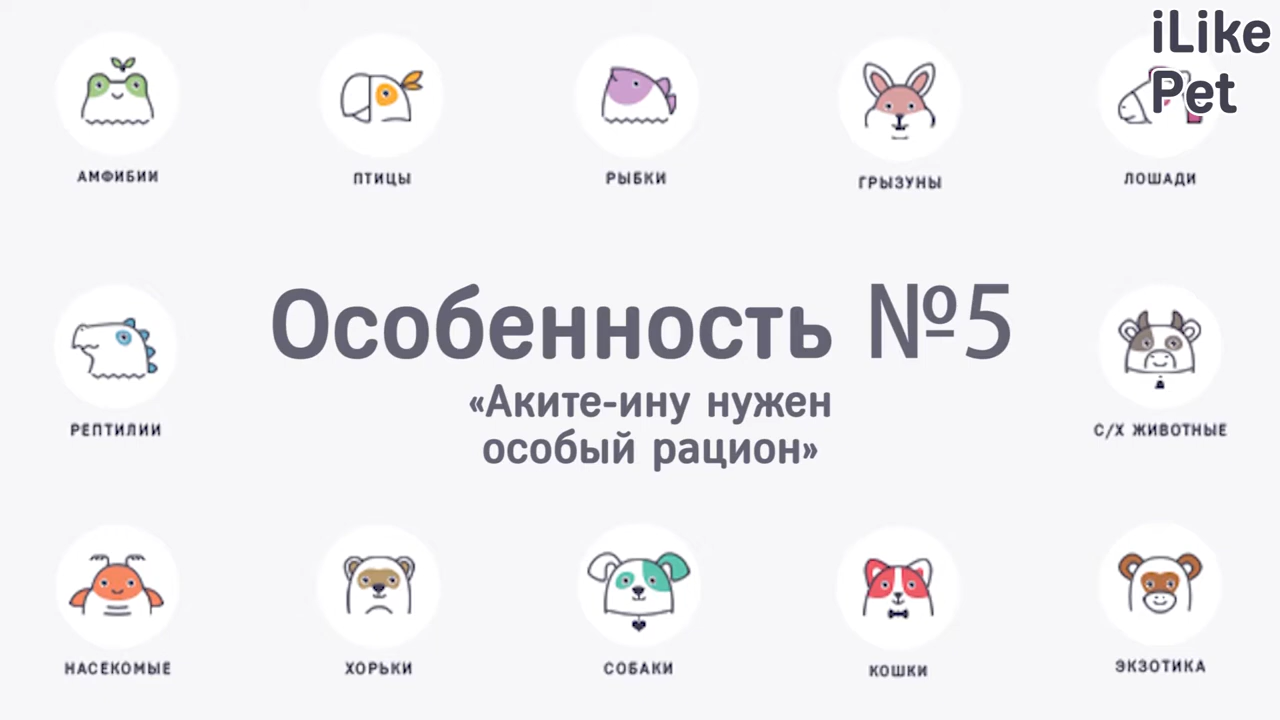 iLike
Pet
АМФИБИИ
ПТИЦЫ
РЫБКИ
ГРЫЗУНЫ
ЛОШАДИ
Особенность №5
«Аките-ину нужен
особый рацион»
РЕПТИЛИИ
С/Х ЖИВОТНЫЕ
НАСЕКОМЫЕ
ХОРЬКИ
СОБАКИ
КОШКИ
ЭКЗОТИКА